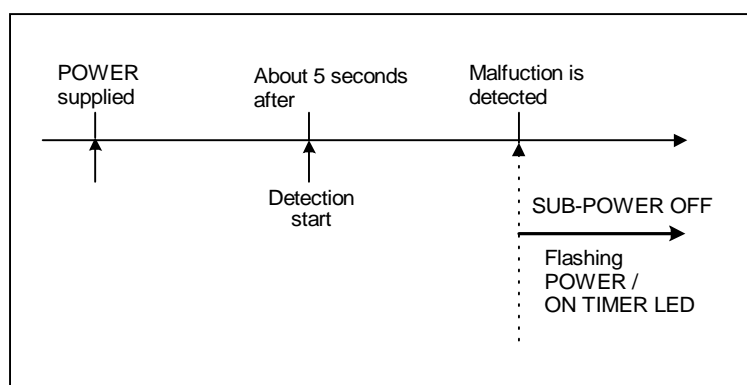 POWER
supplied
About 5 seconds
after
Malfuction is
detected
Detection
start
SUB-POWER OFF
Flashing
POWER /
ON TIMER LED